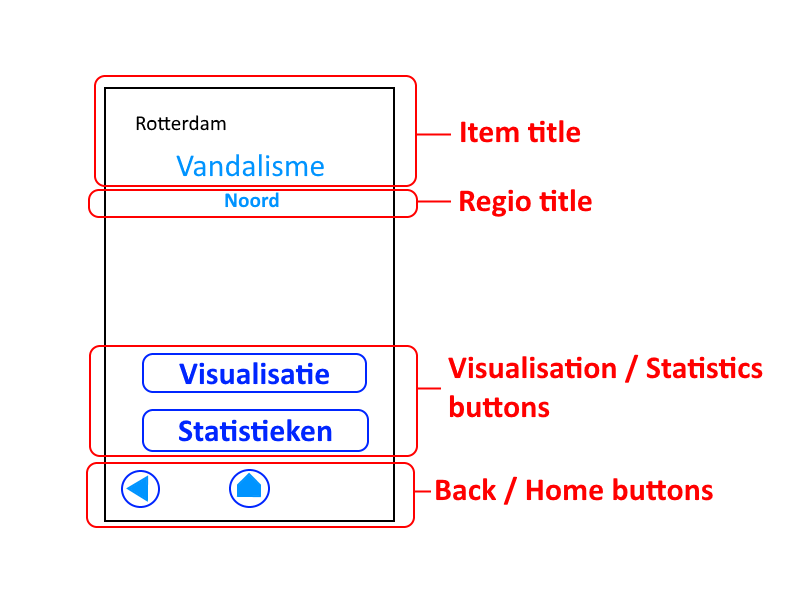 Rotterdam
Item title
Vandalisme
Noord
Regio title
Visualisatie
Visualisation / Statistics
buttons
Statistieken
Back / Home buttons